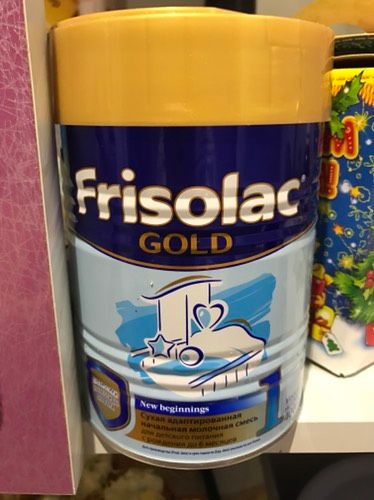 Frisolac
GOLD
New beginnings
Сухая адаптированная
начальная молочная смесь
для детского питания
с рождения до 6 месяцев
1